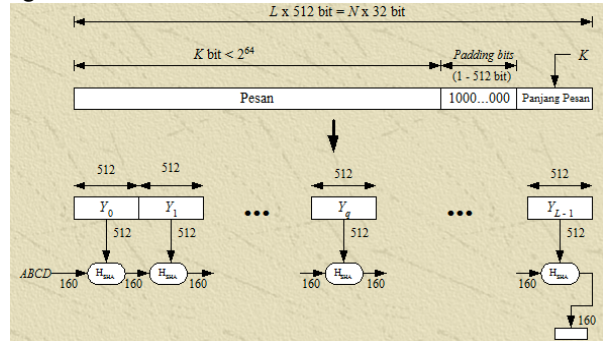 L x 512 bit = N x 32 bit
K bit < 2^64
Padding bits
(1 - 512 bit)
K
Pesan 1000...000 Panjang Pesan
512 512 512 512
Y0 Y1 ... Yq ... YL - 1
512 512 512 512
ABCD HSHA HSHA HSHA HSHA
160 160 160 160 160 160
160